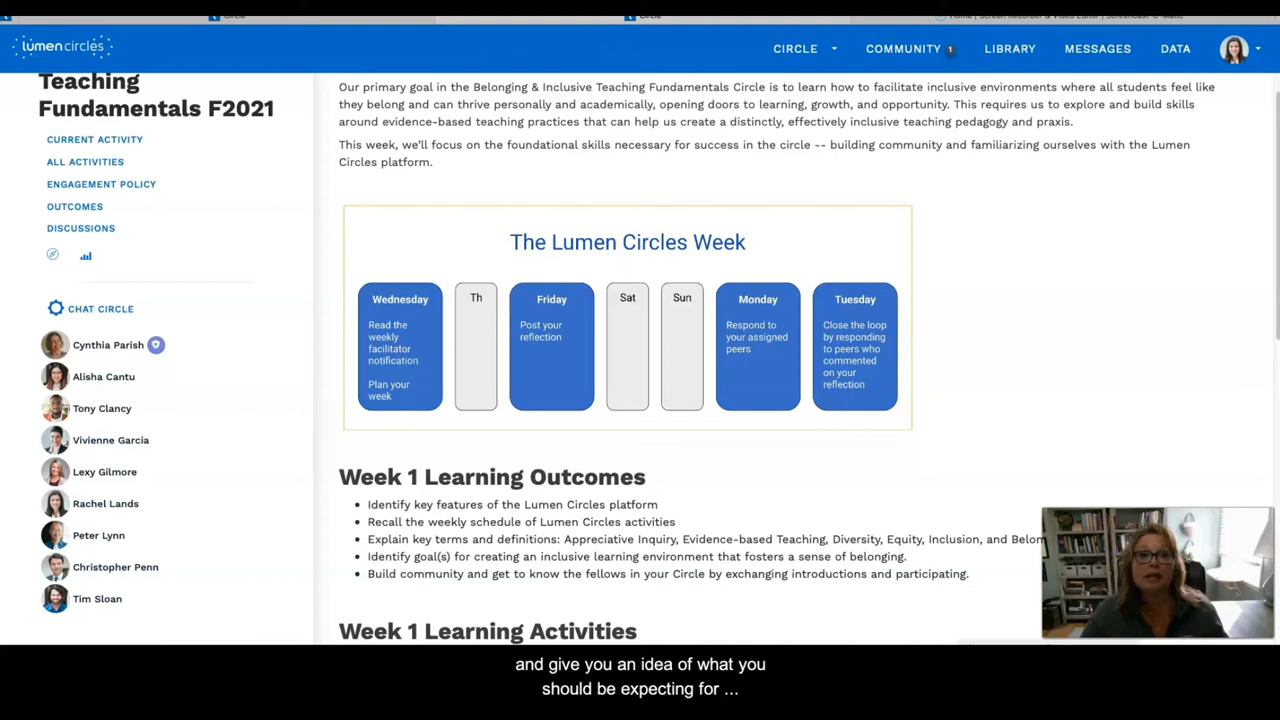 Circle
Circle
Home | Screen Recorder & Video Editor | Screencast-O-Matic
lumencircles
CIRCLE
COMMUNITY 1
LIBRARY
MESSAGES
DATA
Teaching
Fundamentals F2021
CURRENT ACTIVITY
ALL ACTIVITIES
ENGAGEMENT POLICY
OUTCOMES
DISCUSSIONS
CHAT CIRCLE
Cynthia Parish
Alisha Cantu
Tony Clancy
Vivienne Garcia
Lexy Gilmore
Rachel Lands
Peter Lynn
Christopher Penn
Tim Sloan
Our primary goal in the Belonging & Inclusive Teaching Fundamentals Circle is to learn how to facilitate inclusive environments where all students feel like
they belong and can thrive personally and academically, opening doors to learning, growth, and opportunity. This requires us to explore and build skills
around evidence-based teaching practices that can help us create a distinctly, effectively inclusive teaching pedagogy and praxis.
This week, we'll focus on the foundational skills necessary for success in the circle -- building community and familiarizing ourselves with the Lumen
Circles platform.
The Lumen Circles Week
Wednesday
Read the
weekly
facilitator
notification
Plan your
week
Th
Friday
Post your
reflection
Sat
Sun
Monday
Respond to
your assigned
peers
Tuesday
Close the loop
by responding
to peers who
commented
on your
reflection
Week 1 Learning Outcomes
• Identify key features of the Lumen Circles platform
• Recall the weekly schedule of Lumen Circles activities
• Explain key terms and definitions: Appreciative Inquiry, Evidence-based Teaching, Diversity, Equity, Inclusion, and Belon
• Identify goal(s) for creating an inclusive learning environment that fosters a sense of belonging.
• Build community and get to know the fellows in your Circle by exchanging introductions and participating.
Week 1 Learning Activities
and give you an idea of what you
should be expecting for ...